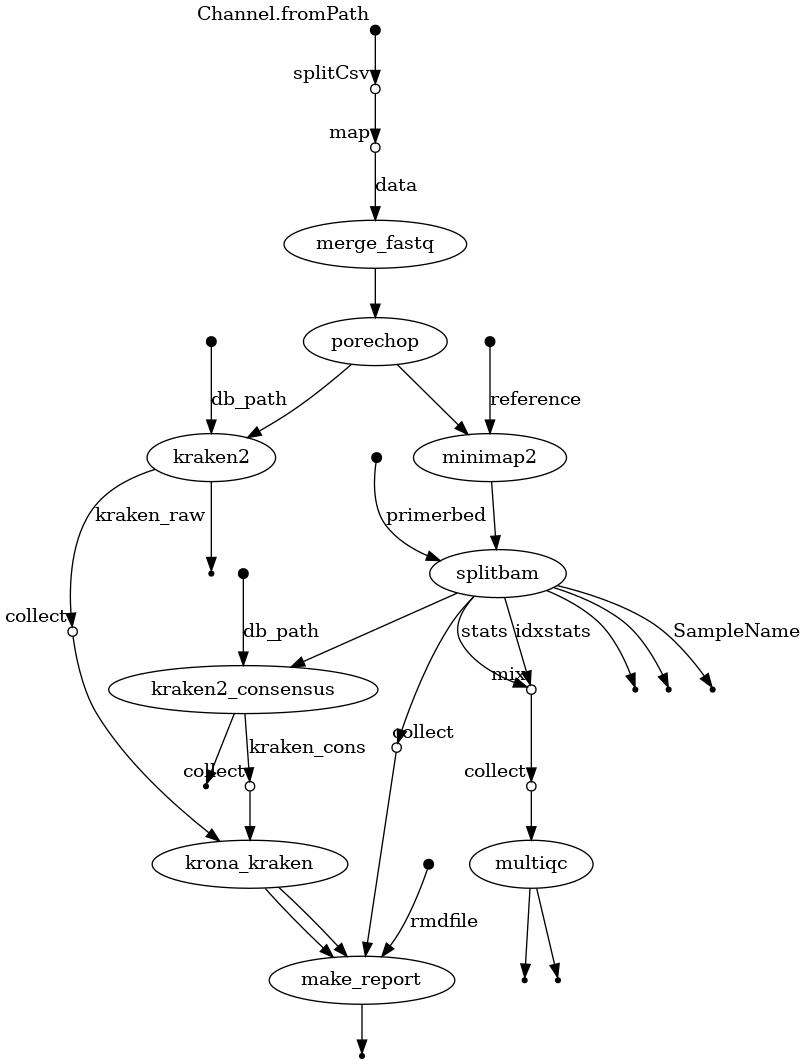 Channel.fromPath
splitCsv
map
data
merge_fastq
porechop
db_path
reference
kraken2
minimap2
kraken_raw
primerbed
splitbam
collect
db_path
stats
idxstats
SampleName
mix
kraken2_consensus
collect
kraken_cons
collect
collect
krona_kraken
multiqc
rmdfile
make_report